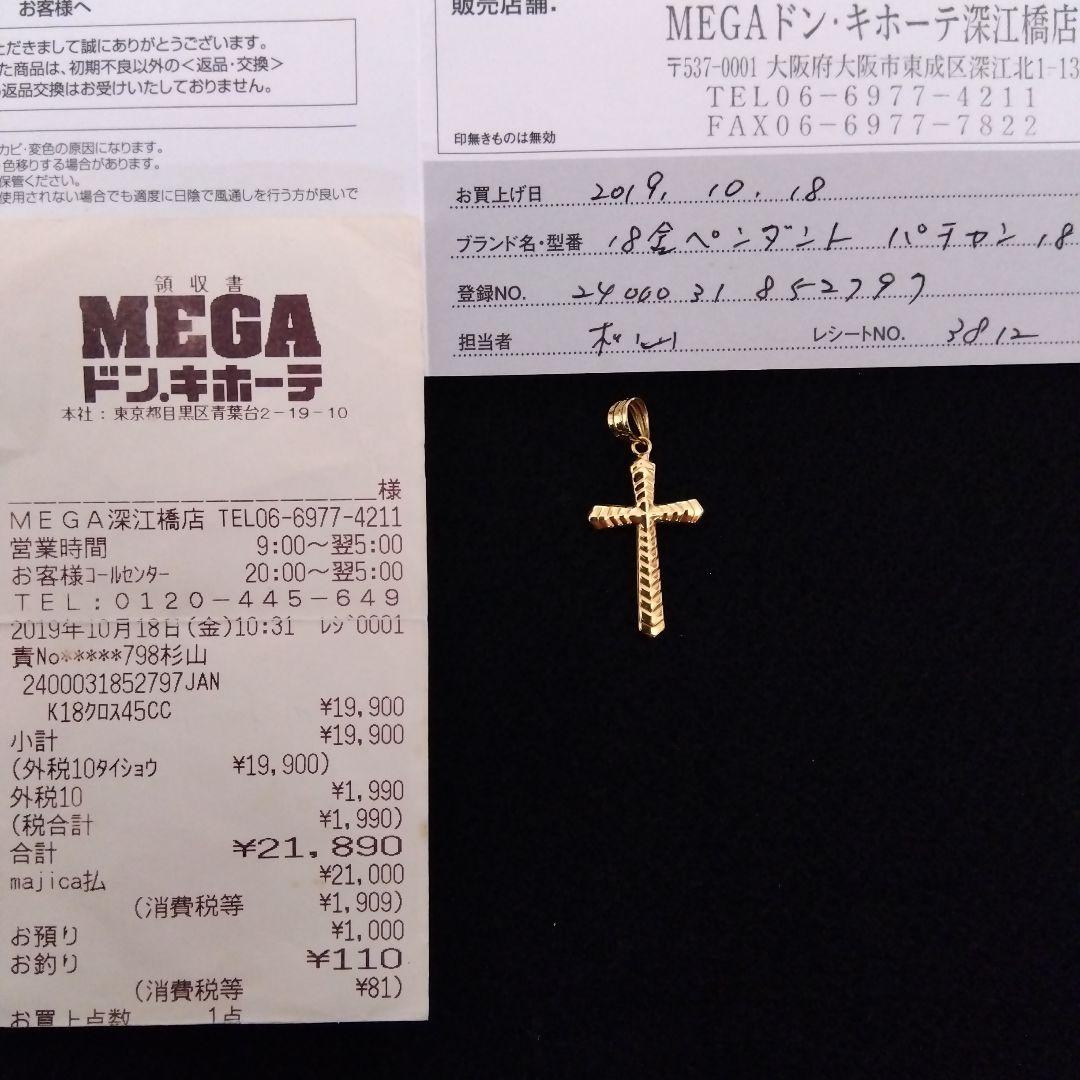 お客様へ
ただきまして誠にありがとうございます。
た商品は、初期不良以外の＜返品・交換＞
返品交換はお受けいたしておりません。
カビ・変色の原因になります。
色移りする場合があります。
保管ください。
使用されない場合でも適度に日陰で風通しを行う方が良いで
販売店舗:
MEGAドン・キホーテ深江橋店
〒537-0001 大阪府大阪市東成区深江北1-13
TEL06-6977-4211
FAX06-6977-7822
印無きものは無効
お買上げ日 2019. 10. 18
ブランド名・型番 18金ペンダント パチカン 18
登録NO. 2400031852797
担当者
レシートNO. 3812
領収書
MEGA
ドン.キホーテ
本社：東京都目黒区青葉台2-19-10
様
MEGA深江橋店 TEL06-6977-4211
営業時間 9:00～翌5:00
お客様ｺｰﾙｾﾝﾀｰ 20:00～翌5:00
TEL:0120-445-649
2019年10月18日(金)10:31 ﾚｼﾞ0001
責No*****798杉山
2400031852797JAN
K18ｸﾛｽ45CC ¥19,900
小計 ¥19,900
(外税10ﾀｲｼｮｳ ¥19,900)
外税10 ¥1,990
(税合計 ¥1,990)
合計 ¥21,890
majica払 ¥21,000
(消費税等 ¥1,909)
お預り ¥1,000
お釣り ¥110
(消費税等 ¥81)
お買上点数 1点